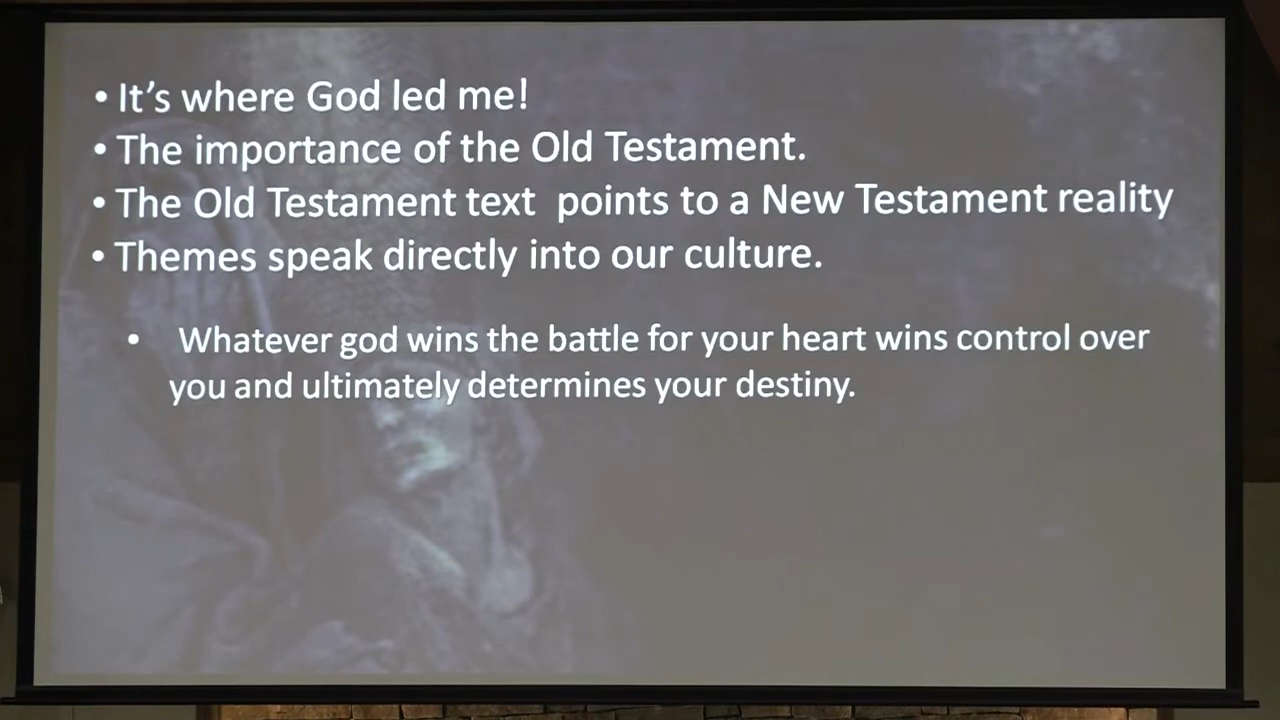 • It's where God led me!
• The importance of the Old Testament.
• The Old Testament text  points to a New Testament reality
• Themes speak directly into our culture.
• Whatever god wins the battle for your heart wins control over
you and ultimately determines your destiny.